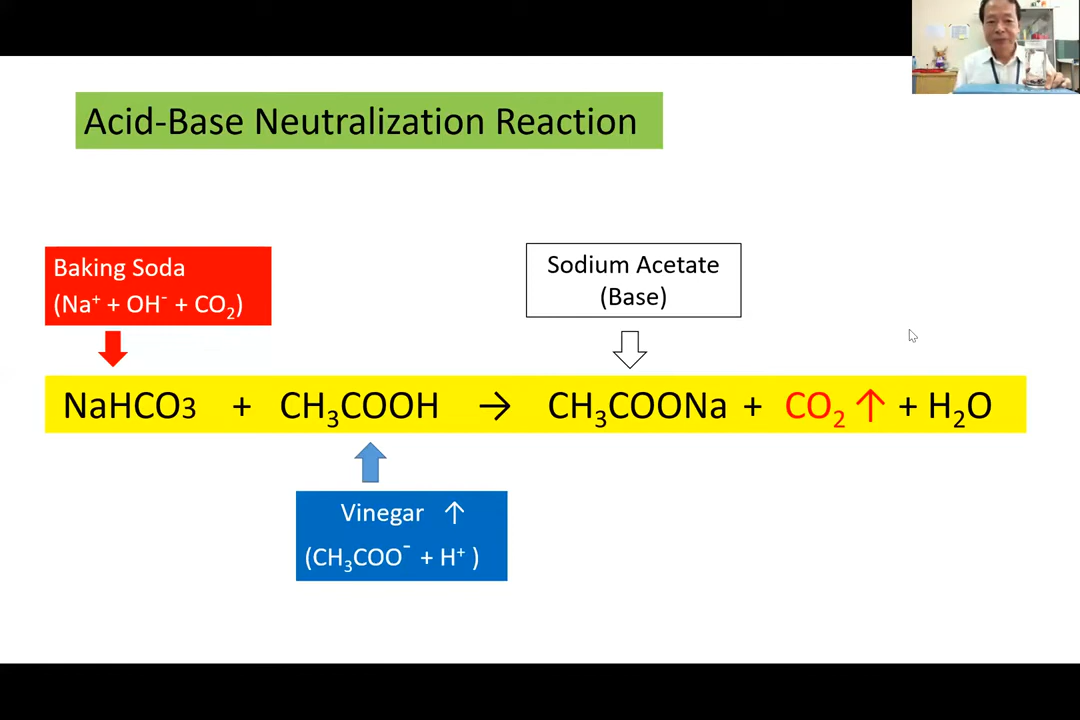 Acid-Base Neutralization Reaction
Baking Soda
(Na⁺ + OH⁻ + CO₂)
Sodium Acetate
(Base)
NaHCO3 + CH₃COOH → CH₃COONa + CO₂ ↑ + H₂O
Vinegar ↑
(CH₃COO⁻ + H⁺ )